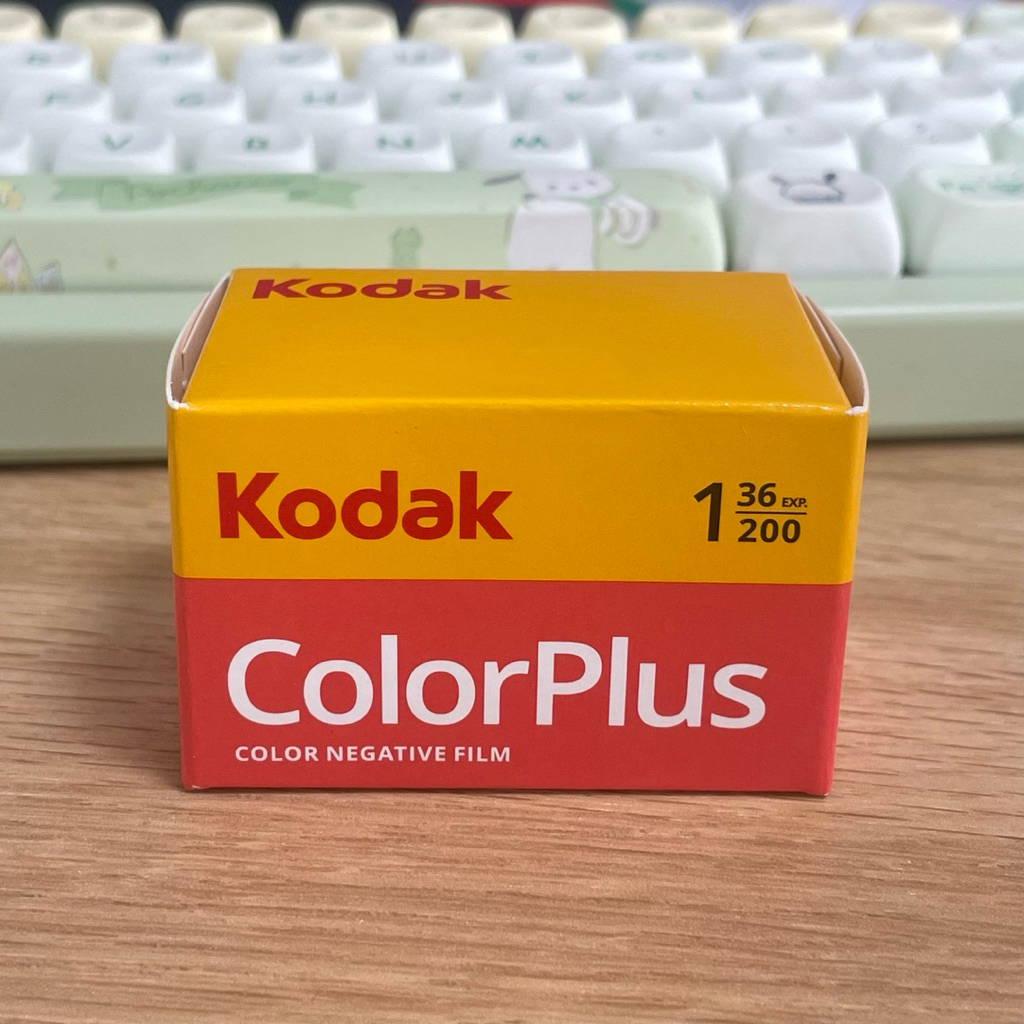 V B N M
Kodak
Kodak
1 36 EXP.
200
ColorPlus
COLOR NEGATIVE FILM